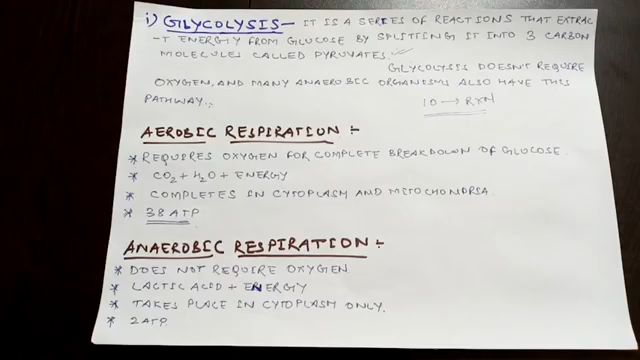 i) GLYCOLYSIS - IT IS A SERIES OF REACTIONS THAT EXTRAC
-T ENERGY FROM GLUCOSE BY SPLITTING IT INTO 3 CARBON
MOLECULES CALLED PYRUVATES.
GLYCOLYSIS DOESN'T REQUIRE
OXYGEN, AND MANY ANAEROBIC ORGANISMS ALSO HAVE THIS
PATHWAY.
10 → RXN
AEROBIC RESPIRATION :-
* REQUIRES OXYGEN FOR COMPLETE BREAKDOWN OF GLUCOSE.
* CO2 + H2O + ENERGY
* COMPLETES IN CYTOPLASM AND MITOCHONDRIA.
* 38 ATP
ANAEROBIC RESPIRATION :-
* DOES NOT REQUIRE OXYGEN
* LACTIC ACID + ENERGY
* TAKES PLACE IN CYTOPLASM ONLY.
* 2 ATP